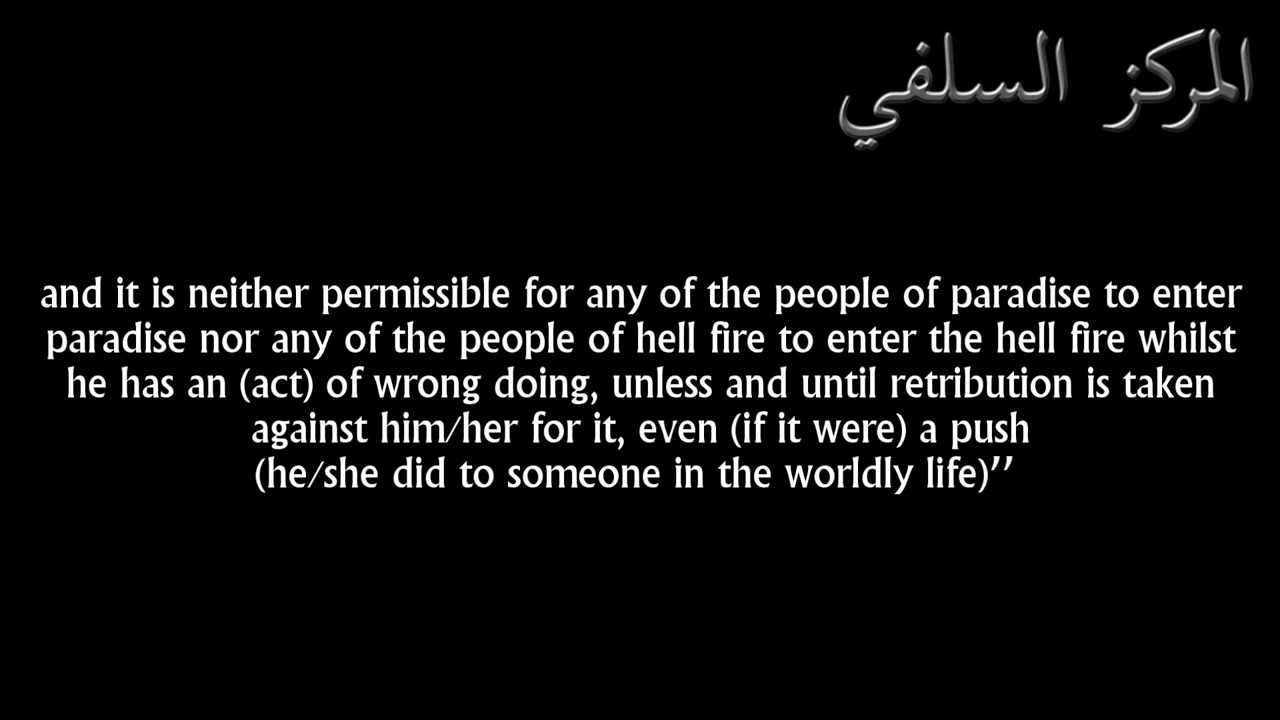 المركز السلفي
and it is neither permissible for any of the people of paradise to enter
paradise nor any of the people of hell fire to enter the hell fire whilst
he has an (act) of wrong doing, unless and until retribution is taken
against him/her for it, even (if it were) a push
(he/she did to someone in the worldly life)’’